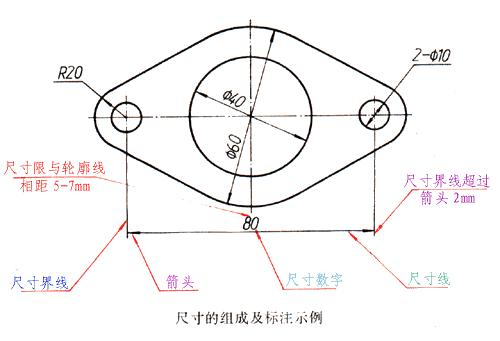 R20
2-Φ10
Φ40
Φ60
尺寸限与轮廓线
相距 5-7mm
尺寸界线超过
箭头 2mm
80
尺寸界线
箭头
尺寸数字
尺寸线
尺寸的组成及标注示例